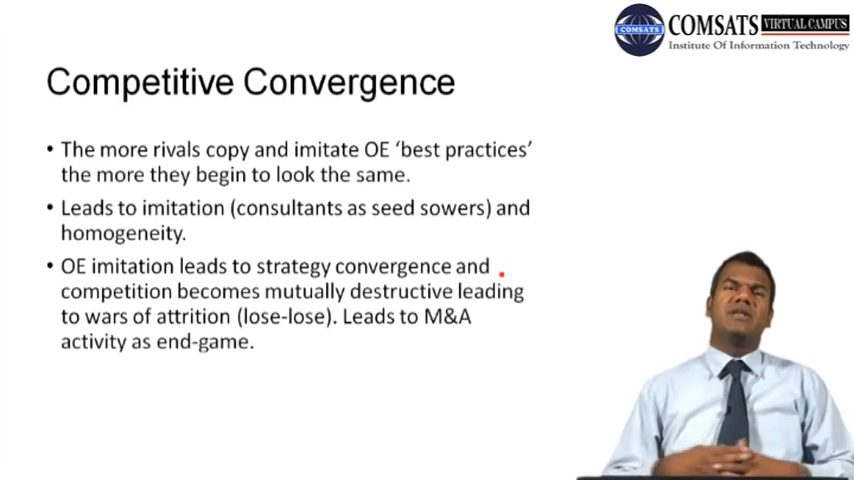 COMSATS VIRTUAL CAMPUS
Institute Of Information Technology
COMSATS
Competitive Convergence
• The more rivals copy and imitate OE ‘best practices’
the more they begin to look the same.
• Leads to imitation (consultants as seed sowers) and
homogeneity.
• OE imitation leads to strategy convergence and
competition becomes mutually destructive leading
to wars of attrition (lose-lose). Leads to M&A
activity as end-game.